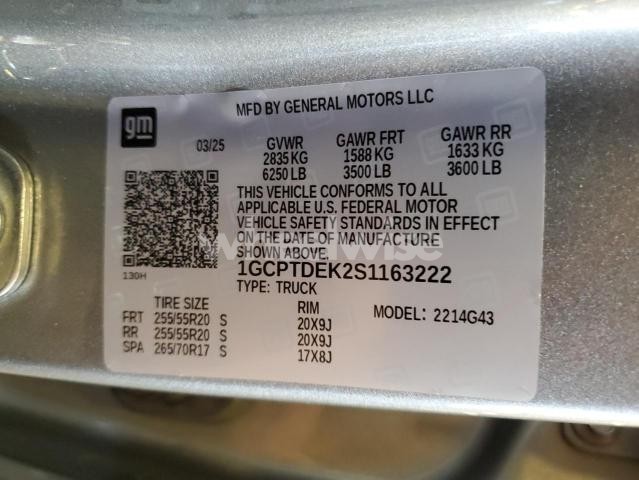 MFD BY GENERAL MOTORS LLC
gm
03/25 GVWR GAWR FRT GAWR RR
2835 KG 1588 KG 1633 KG
6250 LB 3500 LB 3600 LB
THIS VEHICLE CONFORMS TO ALL
APPLICABLE U.S. FEDERAL MOTOR
VEHICLE SAFETY STANDARDS IN EFFECT
ON THE DATE OF MANUFACTURE
SHOWN ABOVE.
130H
1GCPTDEK2S1163222
TYPE: TRUCK
TIRE SIZE RIM MODEL: 2214G43
FRT 255/55R20 S 20X9J
RR 255/55R20 S 20X9J
SPA 265/70R17 S 17X8J